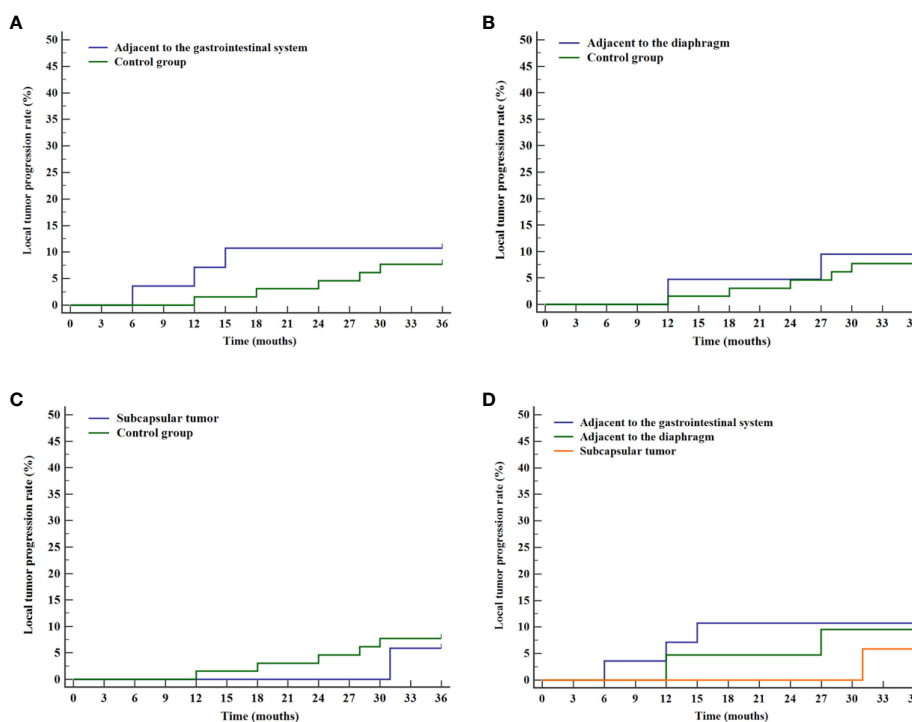 A
Adjacent to the gastrointestinal system
Control group
Local tumor progression rate (%)
50
45
40
35
30
25
20
15
10
5
0
0 3 6 9 12 15 18 21 24 27 30 33 36
Time (mouths)
B
Adjacent to the diaphragm
Control group
Local tumor progression rate (%)
50
45
40
35
30
25
20
15
10
5
0
0 3 6 9 12 15 18 21 24 27 30 33
Time (mouths)
C
Subcapsular tumor
Control group
Local tumor progression rate (%)
50
45
40
35
30
25
20
15
10
5
0
0 3 6 9 12 15 18 21 24 27 30 33 36
Time (mouths)
D
Adjacent to the gastrointestinal system
Adjacent to the diaphragm
Subcapsular tumor
Local tumor progression rate (%)
50
45
40
35
30
25
20
15
10
5
0
0 3 6 9 12 15 18 21 24 27 30 33
Time (mouths)